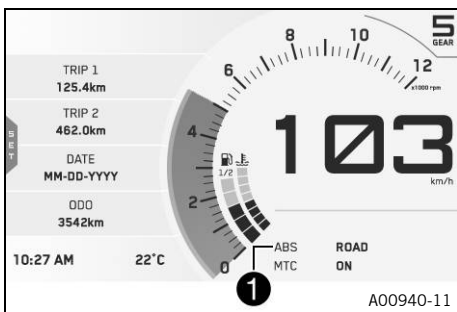 5
GEAR
TRIP 1
125.4km
TRIP 2
462.0km
DATE
MM-DD-YYYY
ODO
3542km
10:27 AM 22°C
SET
0
2
4
6
8
10
12
x1000 rpm
1/2
103
km/h
ABS ROAD
MTC ON
1
A00940-11